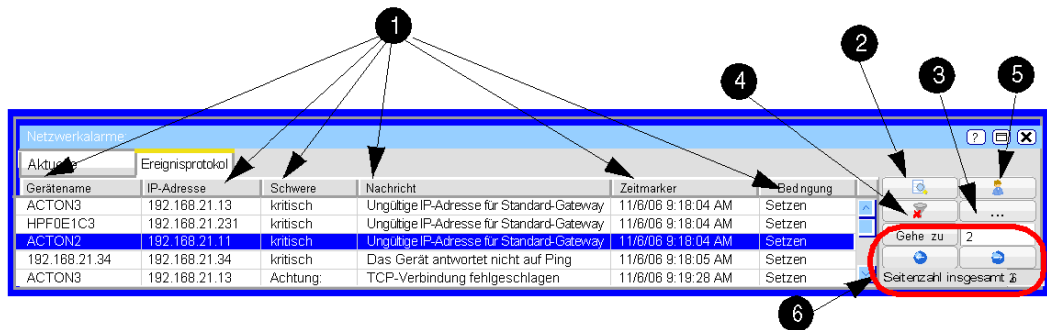 1
2
3
4
5
Netzwerkalarme
?
Ereignisprotokol
Gerätename IP-Adresse Schwere Nachricht Zeitmarker Bedingung
ACTON3 192.168.21.13 kritisch Ungültige IP-Adresse für Standard-Gateway 11/6/06 9:18:04 AM Setzen
HPF0E1C3 192.168.21.231 kritisch Ungültige IP-Adresse für Standard-Gateway 11/6/06 9:18:04 AM Setzen
...
ACTON2 192.168.21.11 kritisch Ungültige IP-Adresse für Standard-Gateway 11/6/06 9:18:04 AM Setzen
Gehe zu 2
192.168.21.34 192.168.21.34 kritisch Das Gerät antwortet nicht auf Ping 11/6/06 9:18:05 AM Setzen
ACTON3 192.168.21.13 Achtung: TCP-Verbindung fehlgeschlagen 11/6/06 9:19:28 AM Setzen
Seitenzahl insgesamt
6